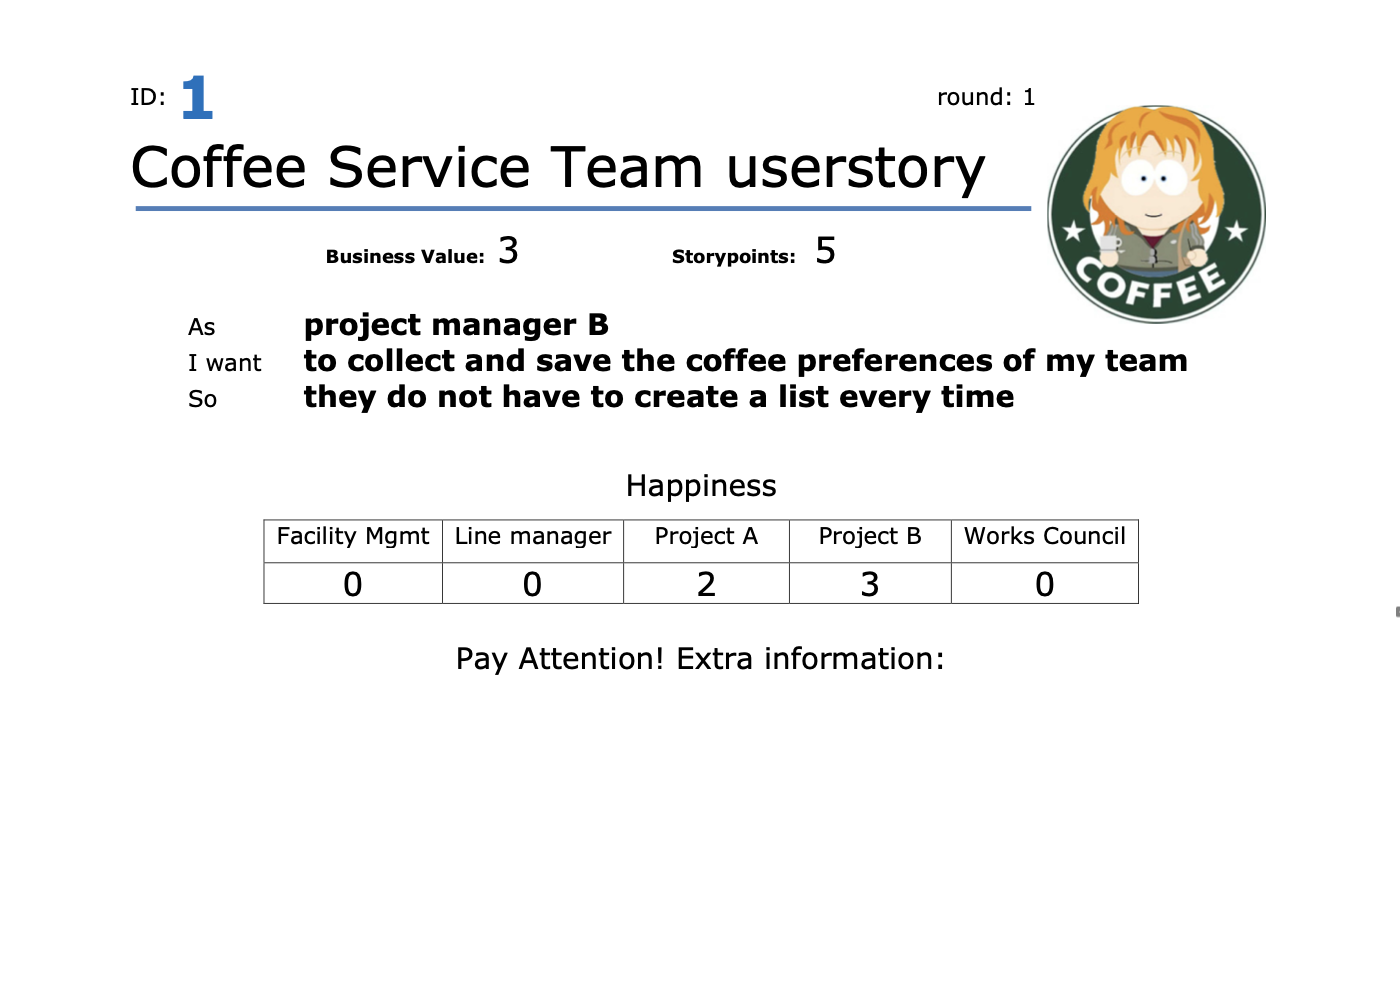 ID: 1
round: 1
Coffee Service Team userstory
Business Value: 3 Storypoints: 5
As project manager B
I want to collect and save the coffee preferences of my team
So they do not have to create a list every time
COFFEE
Happiness
Facility Mgmt Line manager Project A Project B Works Council
0 0 2 3 0
Pay Attention! Extra information: